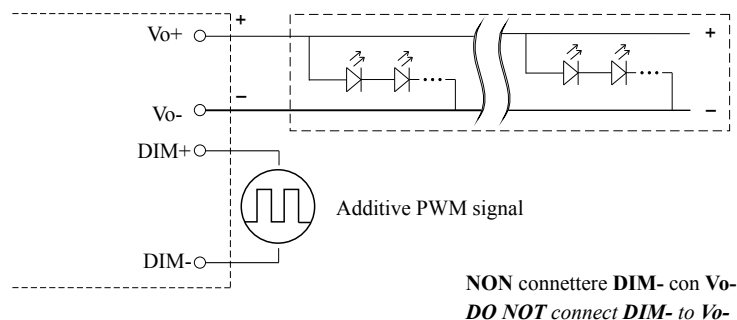 Vo+
+
+
−
Vo-
−
DIM+
Additive PWM signal
DIM-
NON connettere DIM- con Vo-
DO NOT connect DIM- to Vo-